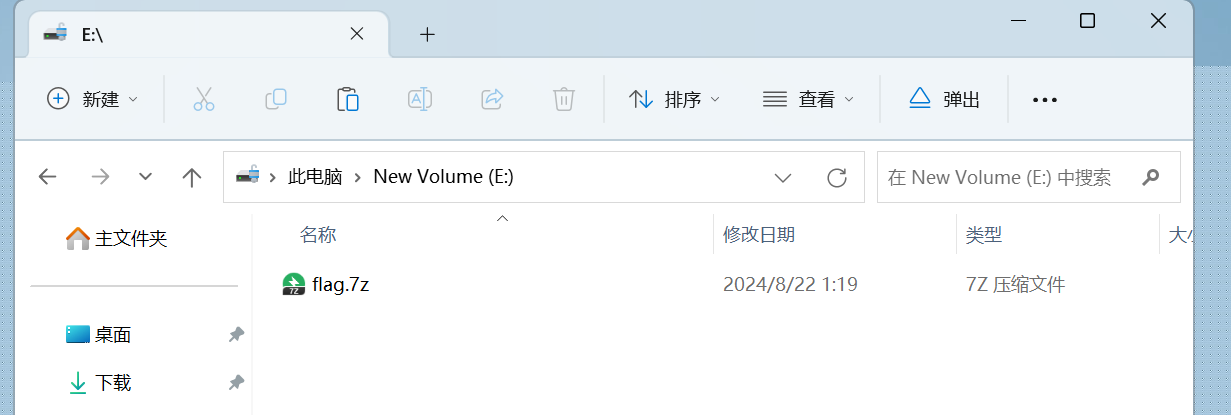 E:\
新建
排序
查看
弹出
此电脑 New Volume (E:)
在 New Volume (E:) 中搜索
主文件夹
名称 修改日期 类型
flag.7z 2024/8/22 1:19 7Z 压缩文件
桌面
下载